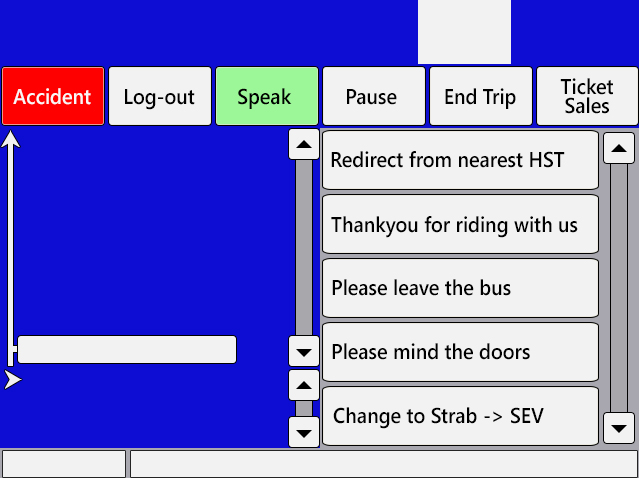 Accident
Log-out
Speak
Pause
End Trip
Ticket
Sales
Redirect from nearest HST
Thankyou for riding with us
Please leave the bus
Please mind the doors
Change to Strab -> SEV